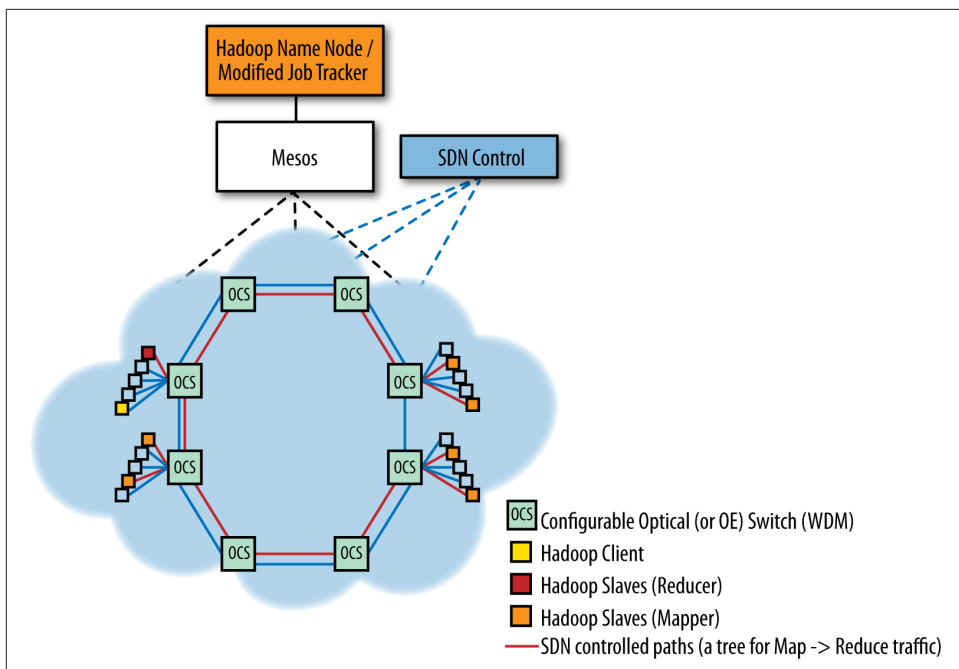 Hadoop Name Node /
Modified Job Tracker
Mesos
SDN Control
OCS
OCS
OCS
OCS
OCS
OCS
OCS
OCS
OCS Configurable Optical (or OE) Switch (WDM)
Hadoop Client
Hadoop Slaves (Reducer)
Hadoop Slaves (Mapper)
SDN controlled paths (a tree for Map -> Reduce traffic)